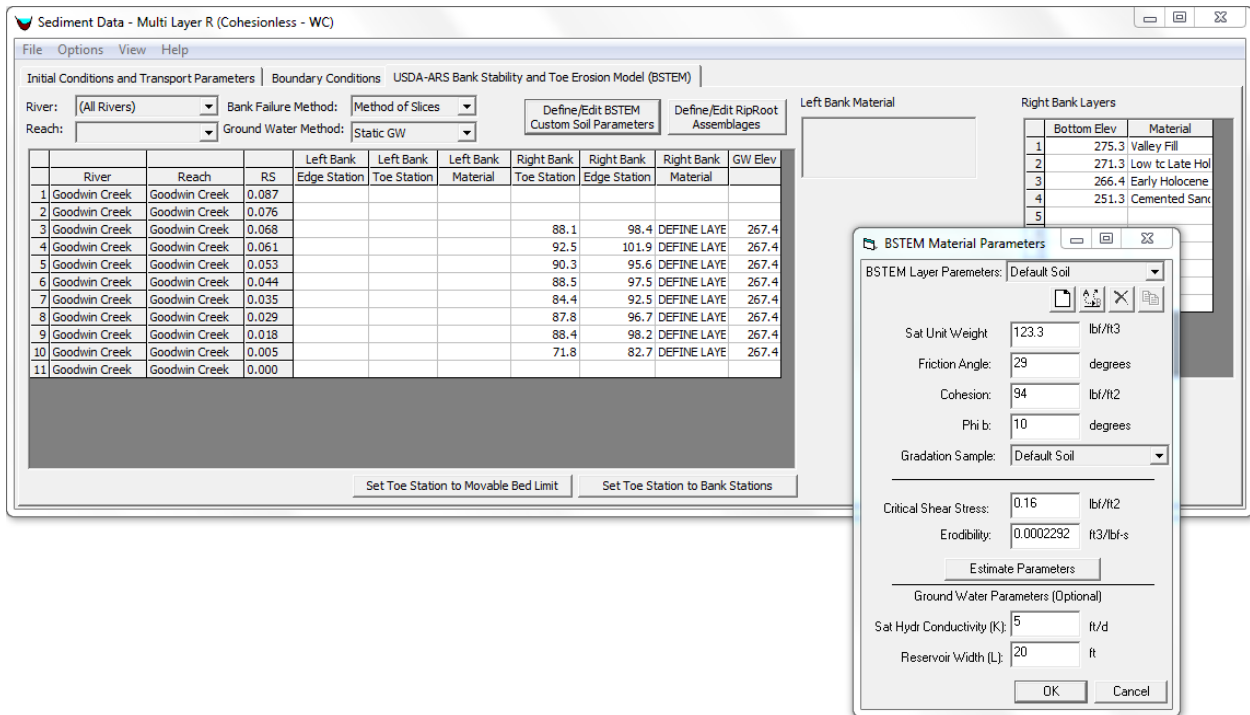 Sediment Data - Multi Layer R (Cohesionless - WC)
File Options View Help
Initial Conditions and Transport Parameters Boundary Conditions USDA-ARS Bank Stability and Toe Erosion Model (BSTEM)
River: (All Rivers) Bank Failure Method: Method of Slices
Reach: Ground Water Method: Static GW
Define/Edit BSTEM
Custom Soil Parameters
Define/Edit RipRoot
Assemblages
Left Bank Left Bank Left Bank Right Bank Right Bank Right Bank GW Elev
River Reach RS Edge Station Toe Station Material Toe Station Edge Station Material
1 Goodwin Creek Goodwin Creek 0.087
2 Goodwin Creek Goodwin Creek 0.076
3 Goodwin Creek Goodwin Creek 0.068 88.1 98.4 DEFINE LAYE 267.4
4 Goodwin Creek Goodwin Creek 0.061 92.5 101.9 DEFINE LAYE 267.4
5 Goodwin Creek Goodwin Creek 0.053 90.3 95.6 DEFINE LAYE 267.4
6 Goodwin Creek Goodwin Creek 0.044 88.5 97.5 DEFINE LAYE 267.4
7 Goodwin Creek Goodwin Creek 0.035 84.4 92.5 DEFINE LAYE 267.4
8 Goodwin Creek Goodwin Creek 0.029 87.8 96.7 DEFINE LAYE 267.4
9 Goodwin Creek Goodwin Creek 0.018 88.4 98.2 DEFINE LAYE 267.4
10 Goodwin Creek Goodwin Creek 0.005 71.8 82.7 DEFINE LAYE 267.4
11 Goodwin Creek Goodwin Creek 0.000
Set Toe Station to Movable Bed Limit Set Toe Station to Bank Stations
Left Bank Material
Right Bank Layers
Bottom Elev Material
1 275.3 Valley Fill
2 271.3 Low tc Late Hol
3 266.4 Early Holocene
4 251.3 Cemented Sand
5
BSTEM Material Parameters
BSTEM Layer Paremeters: Default Soil
Sat Unit Weight 123.3 lbf/ft3
Friction Angle: 29 degrees
Cohesion: 94 lbf/ft2
Phi b: 10 degrees
Gradation Sample: Default Soil
Critical Shear Stress: 0.16 lbf/ft2
Erodibility: 0.0002292 ft3/lbf-s
Estimate Parameters
Ground Water Parameters (Optional)
Sat Hydr Conductivity (K): 5 ft/d
Reservoir Width (L): 20 ft
OK Cancel